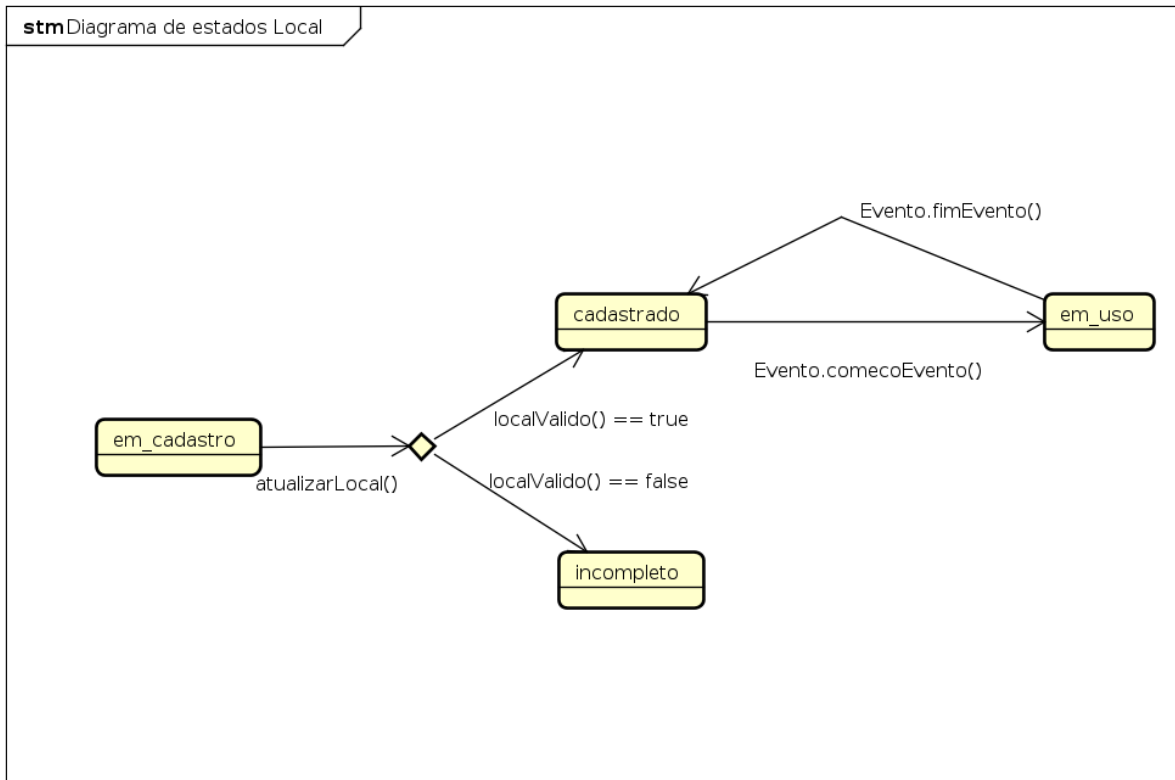 stm Diagrama de estados Local
Evento.fimEvento()
cadastrado
em_uso
Evento.comecoEvento()
localValido() == true
em_cadastro
atualizarLocal()
localValido() == false
incompleto